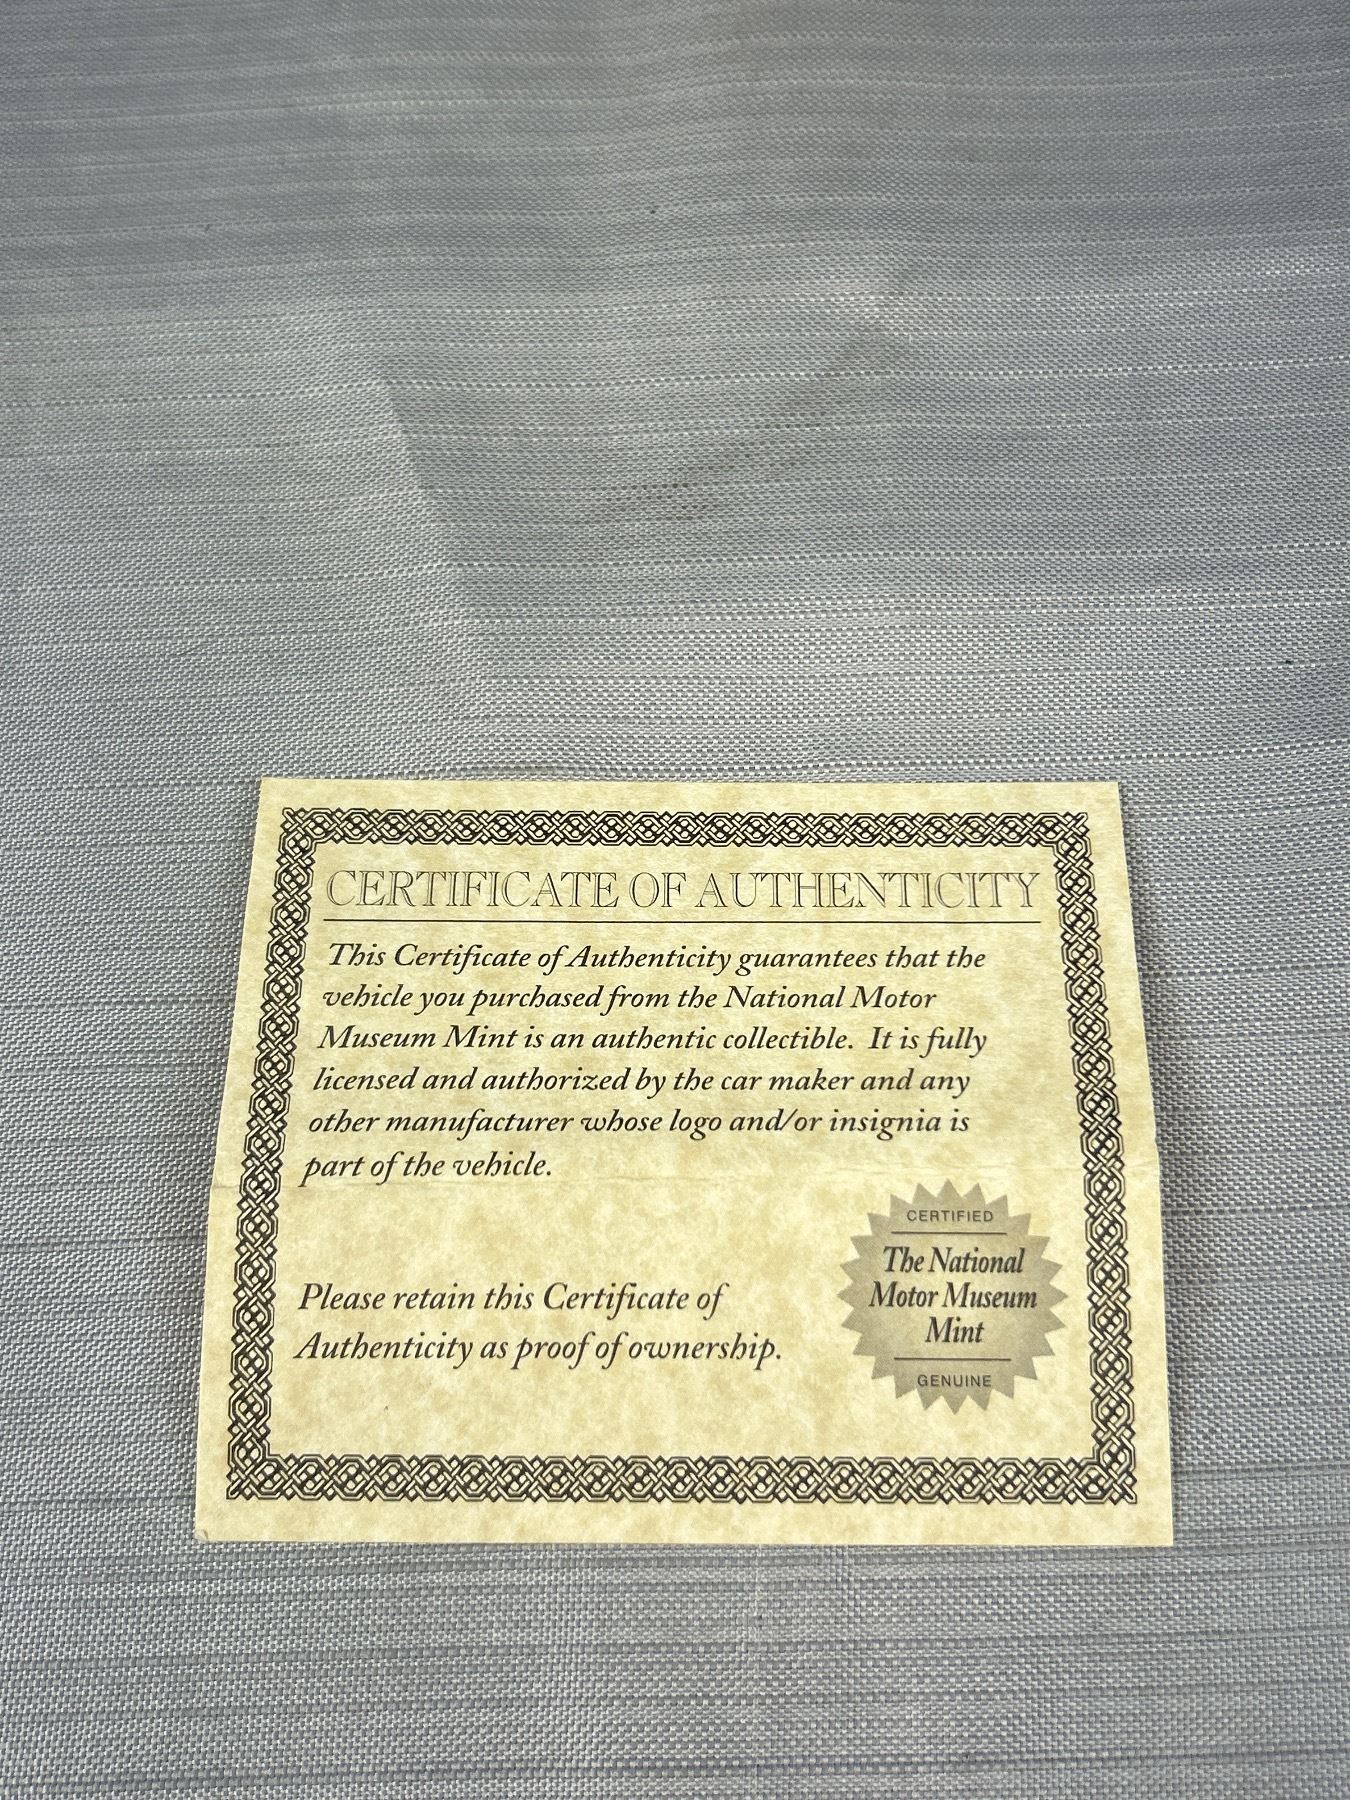 CERTIFICATE OF AUTHENTICITY
This Certificate of Authenticity guarantees that the
vehicle you purchased from the National Motor
Museum Mint is an authentic collectible.  It is fully
licensed and authorized by the car maker and any
other manufacturer whose logo and/or insignia is
part of the vehicle.
Please retain this Certificate of
Authenticity as proof of ownership.
CERTIFIED
The National
Motor Museum
Mint
GENUINE